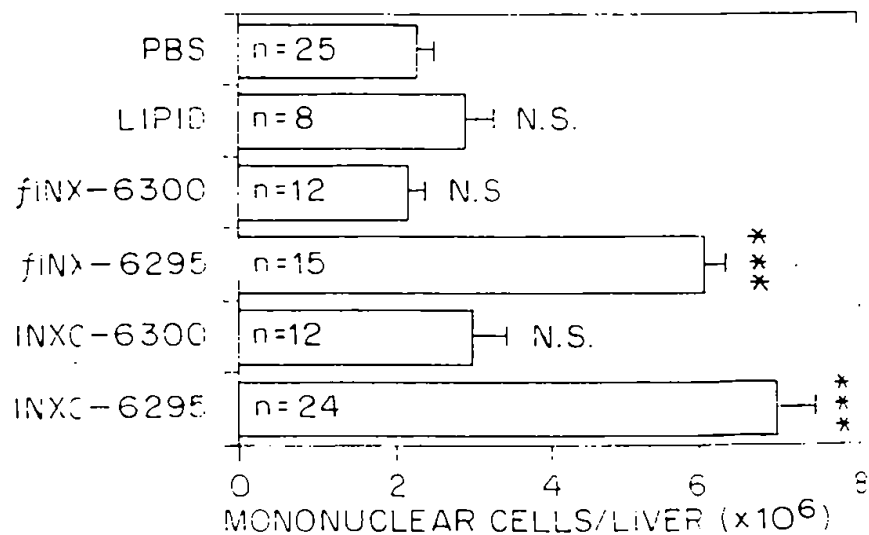 PBS n=25
LIPID n=8 N.S.
fiNX-6300 n=12 N.S
fiNX-6295 n=15 ***
INXC-6300 n=12 N.S.
INXC-6295 n=24 ***
0 2 4 6 8
MONONUCLEAR CELLS/LIVER (x10⁶)